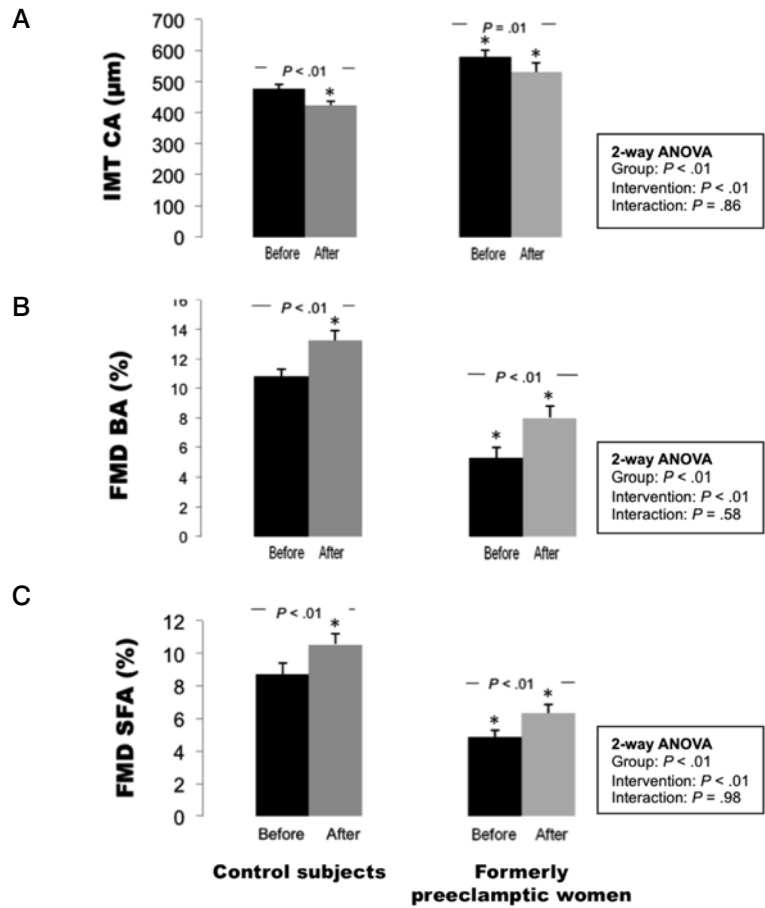 A
IMT CA (µm)
700
600
500
400
300
200
100
0
P < .01
*
Before After
P = .01
* *
Before After
2-way ANOVA
Group: P < .01
Intervention: P < .01
Interaction: P = .86
B
FMD BA (%)
16
14
12
10
8
6
4
2
0
P < .01
*
Before After
P < .01
*
*
Before After
2-way ANOVA
Group: P < .01
Intervention: P < .01
Interaction: P = .58
C
FMD SFA (%)
12
10
8
6
4
2
0
P < .01
*
Before After
P < .01
*
*
Before After
2-way ANOVA
Group: P < .01
Intervention: P < .01
Interaction: P = .98
Control subjects
Formerly
preeclamptic women